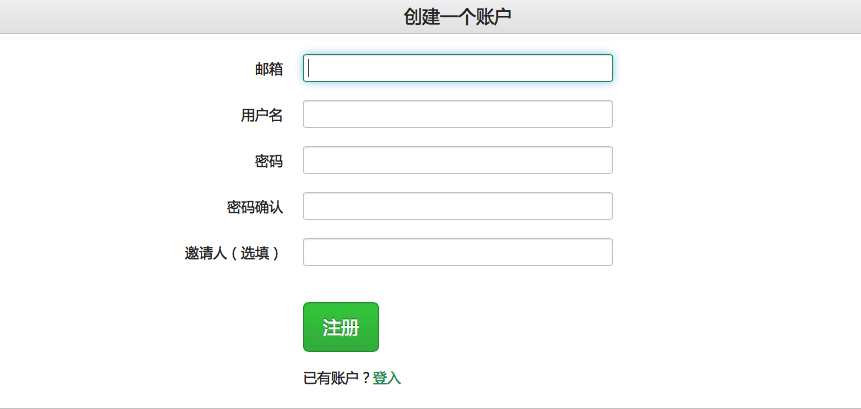 创建一个账户
邮箱
用户名
密码
密码确认
邀请人（选填）
注册
已有账户？登入